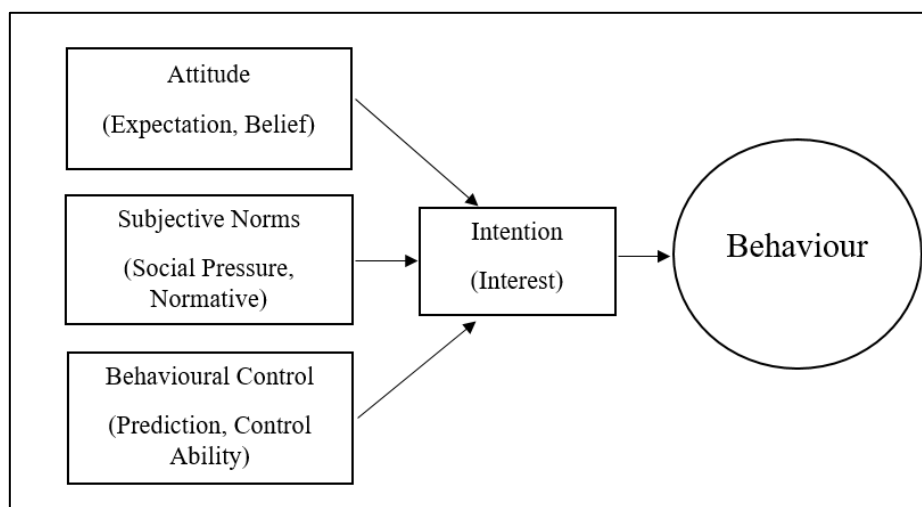 Attitude
(Expectation, Belief)
Subjective Norms
(Social Pressure,
Normative)
Behavioural Control
(Prediction, Control
Ability)
Intention
(Interest)
Behaviour